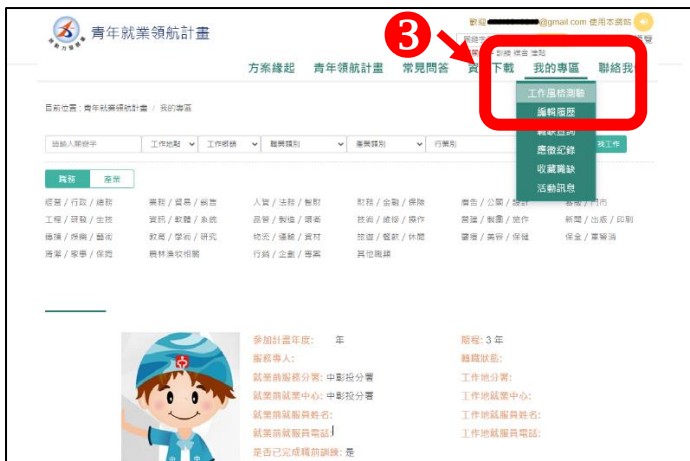 歡迎 @gmail.com 使用本網站
青年就業領航計畫
3
方案緣起 青年領航計畫 常見問答 資 下載 我的專區 聯絡我
工作風格測驗
編輯履歷
職缺查詢
應徵紀錄
收藏職缺
活動訊息
目前位置：青年就業領航計畫 / 我的專區
請輸入關鍵字 工作地點 工作鄉鎮 職務類別 產業類別 行業別 找工作
職務 產業
經營 / 行政 / 總務 業務 / 貿易 / 銷售 人資 / 法務 / 智財 財務 / 金融 / 保險 廣告 / 公關 / 設計 客服 / 門市
工程 / 研發 / 生技 資訊 / 軟體 / 系統 品管 / 製造 / 環衛 技術 / 維修 / 操作 營建 / 製圖 / 施作 新聞 / 出版 / 印刷
傳播 / 娛樂 / 藝術 教育 / 學術 / 研究 物流 / 運輸 / 資材 旅遊 / 餐飲 / 休閒 醫療 / 美容 / 保健 保全 / 軍警消
清潔 / 家事 / 保姆 農林漁牧相關 行銷 / 企劃 / 專案 其他職類
參加計畫年度: 年 期程: 3 年
服務專人: 轉職狀態:
就業前服務分署: 中彰投分署 工作地分署:
就業前就業中心: 中彰投分署 工作地就業中心:
就業前就服員姓名: 工作地就服員姓名:
就業前就服員電話: 工作地就服員電話:
是否已完成職前訓練: 是